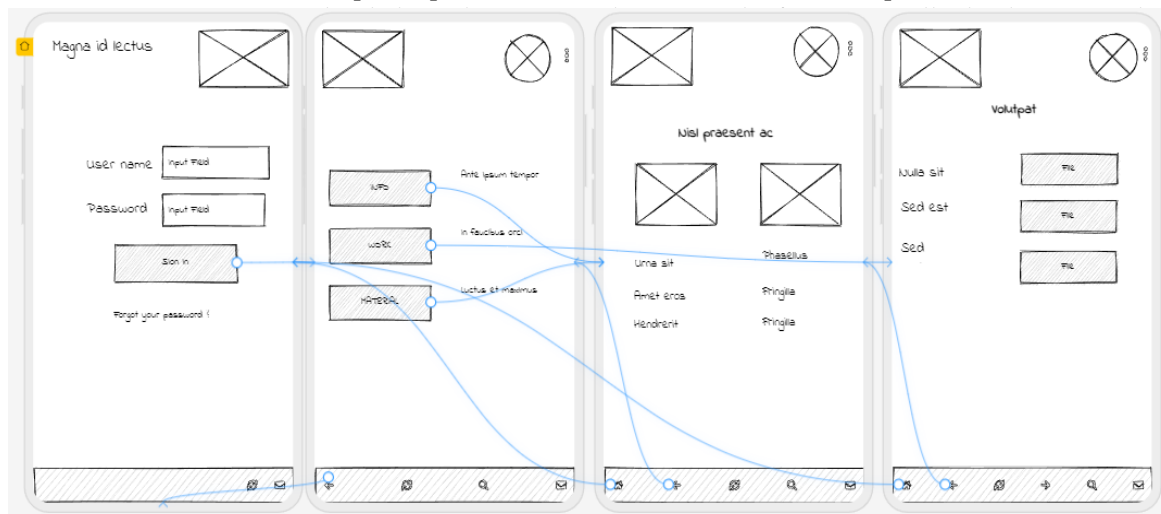 Magna id lectus
User name
Input Field
Password
Input Field
Sign in
Forgot your password ?
INFO
Ante ipsum tempor
WORK
In faucibus orci
MATERIAL
Luctus et maximus
Nisl praesent ac
Urna sit
Phasellus
Amet eros
Fringilla
Hendrerit
Fringilla
Volutpat
Nulla sit
File
Sed est
File
Sed
File